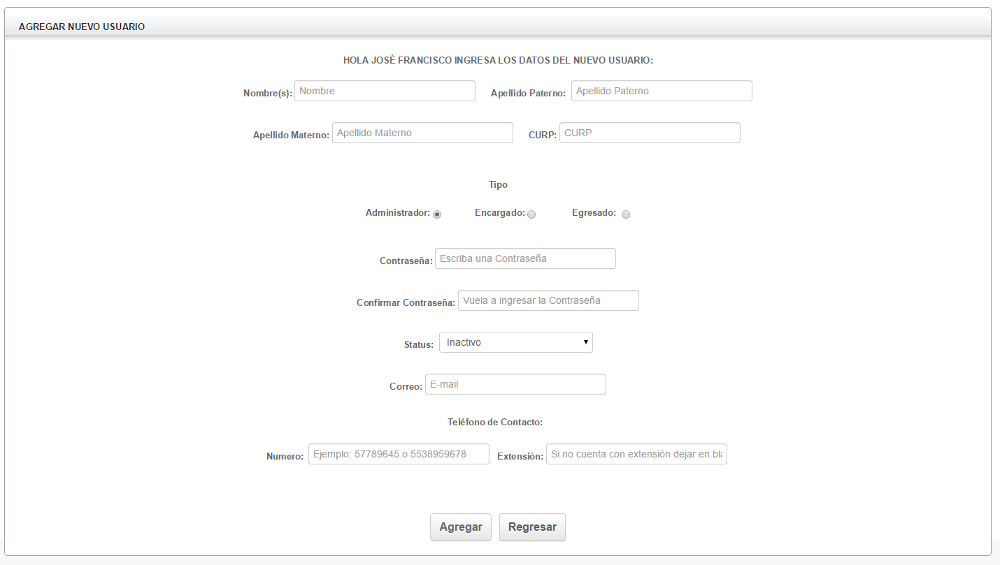 AGREGAR NUEVO USUARIO
HOLA JOSÉ FRANCISCO INGRESA LOS DATOS DEL NUEVO USUARIO:
Nombre(s): Nombre Apellido Paterno: Apellido Paterno
Apellido Materno: Apellido Materno CURP: CURP
Tipo
Administrador: Encargado: Egresado:
Contraseña: Escriba una Contraseña
Confirmar Contraseña: Vuela a ingresar la Contraseña
Status: Inactivo
Correo: E-mail
Teléfono de Contacto:
Numero: Ejemplo: 57789645 o 5538959678 Extensión: Si no cuenta con extensión dejar en bla
Agregar Regresar